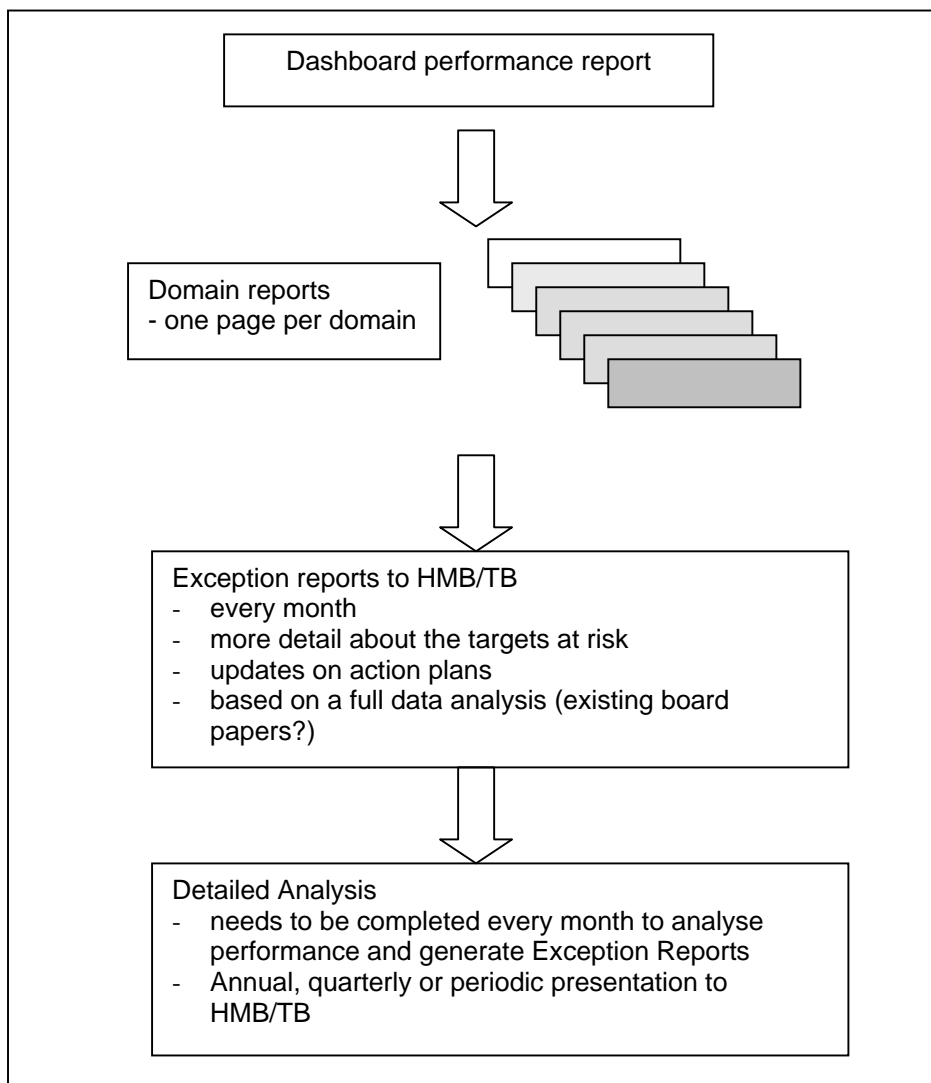 Dashboard performance report
Domain reports
- one page per domain
Exception reports to HMB/TB
- every month
- more detail about the targets at risk
- updates on action plans
- based on a full data analysis (existing board
papers?)
Detailed Analysis
- needs to be completed every month to analyse
performance and generate Exception Reports
- Annual, quarterly or periodic presentation to
HMB/TB